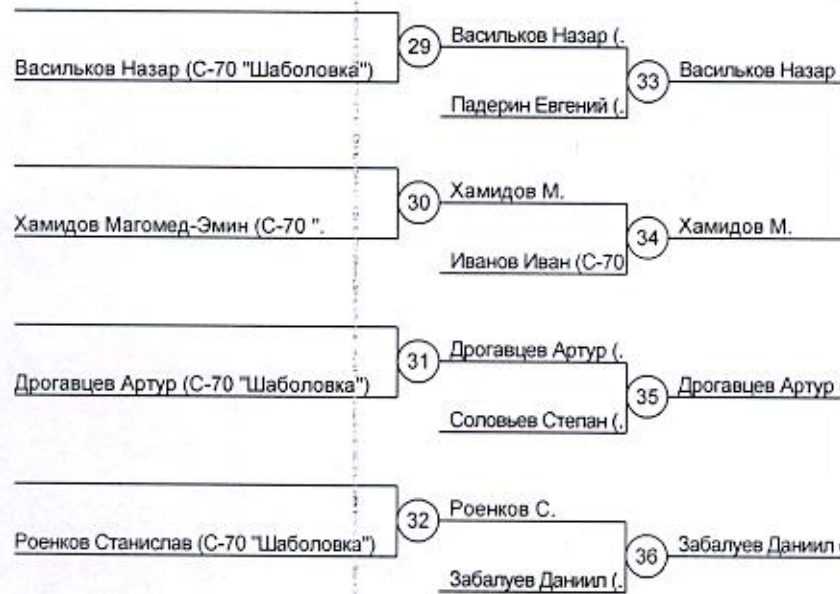 Васильков Назар (.
29
Васильков Назар (С-70 "Шаболовка")
33
Васильков Назар
Падерин Евгений (.
Хамидов М.
30
Хамидов Магомед-Эмин (С-70 ".
34
Хамидов М.
Иванов Иван (С-70
Дрогавцев Артур (.
31
Дрогавцев Артур (С-70 "Шаболовка")
35
Дрогавцев Артур
Соловьев Степан (.
Роенков С.
32
Роенков Станислав (С-70 "Шаболовка")
36
Забалуев Даниил (
Забалуев Даниил (.